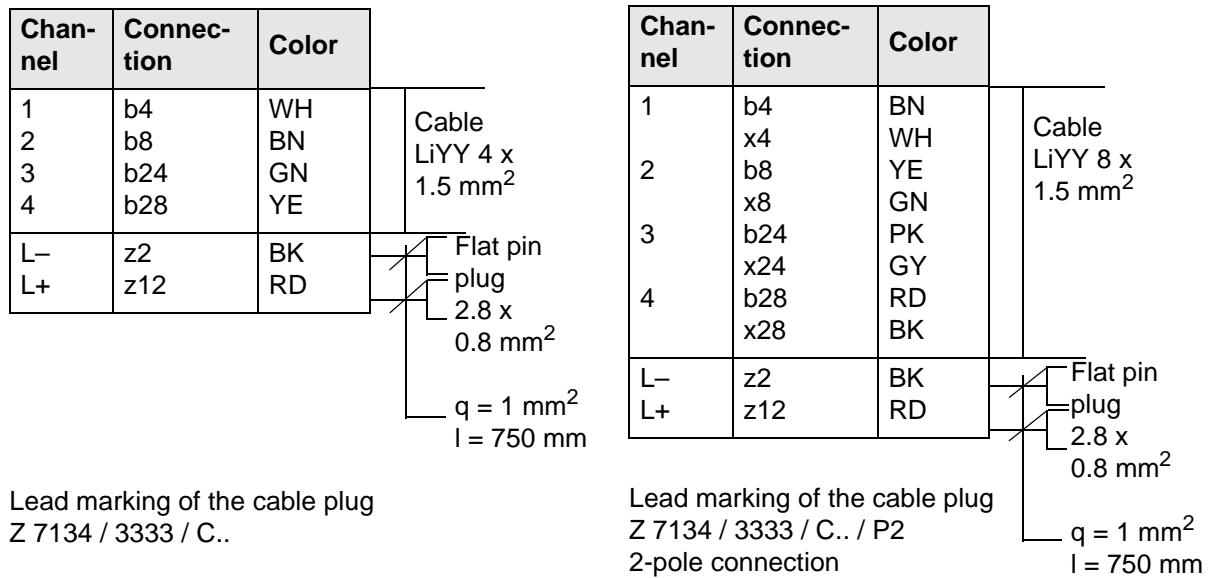 Chan-
nel
Connec-
tion
Color
1 b4 WH
2 b8 BN
3 b24 GN
4 b28 YE
L– z2 BK
L+ z12 RD
Cable
LiYY 4 x
1.5 mm2
Flat pin
plug
2.8 x
0.8 mm2
q = 1 mm2
l = 750 mm
Lead marking of the cable plug
Z 7134 / 3333 / C..
Chan-
nel
Connec-
tion
Color
1 b4 BN
x4 WH
2 b8 YE
x8 GN
3 b24 PK
x24 GY
4 b28 RD
x28 BK
L– z2 BK
L+ z12 RD
Cable
LiYY 8 x
1.5 mm2
Flat pin
plug
2.8 x
0.8 mm2
q = 1 mm2
l = 750 mm
Lead marking of the cable plug
Z 7134 / 3333 / C.. / P2
2-pole connection